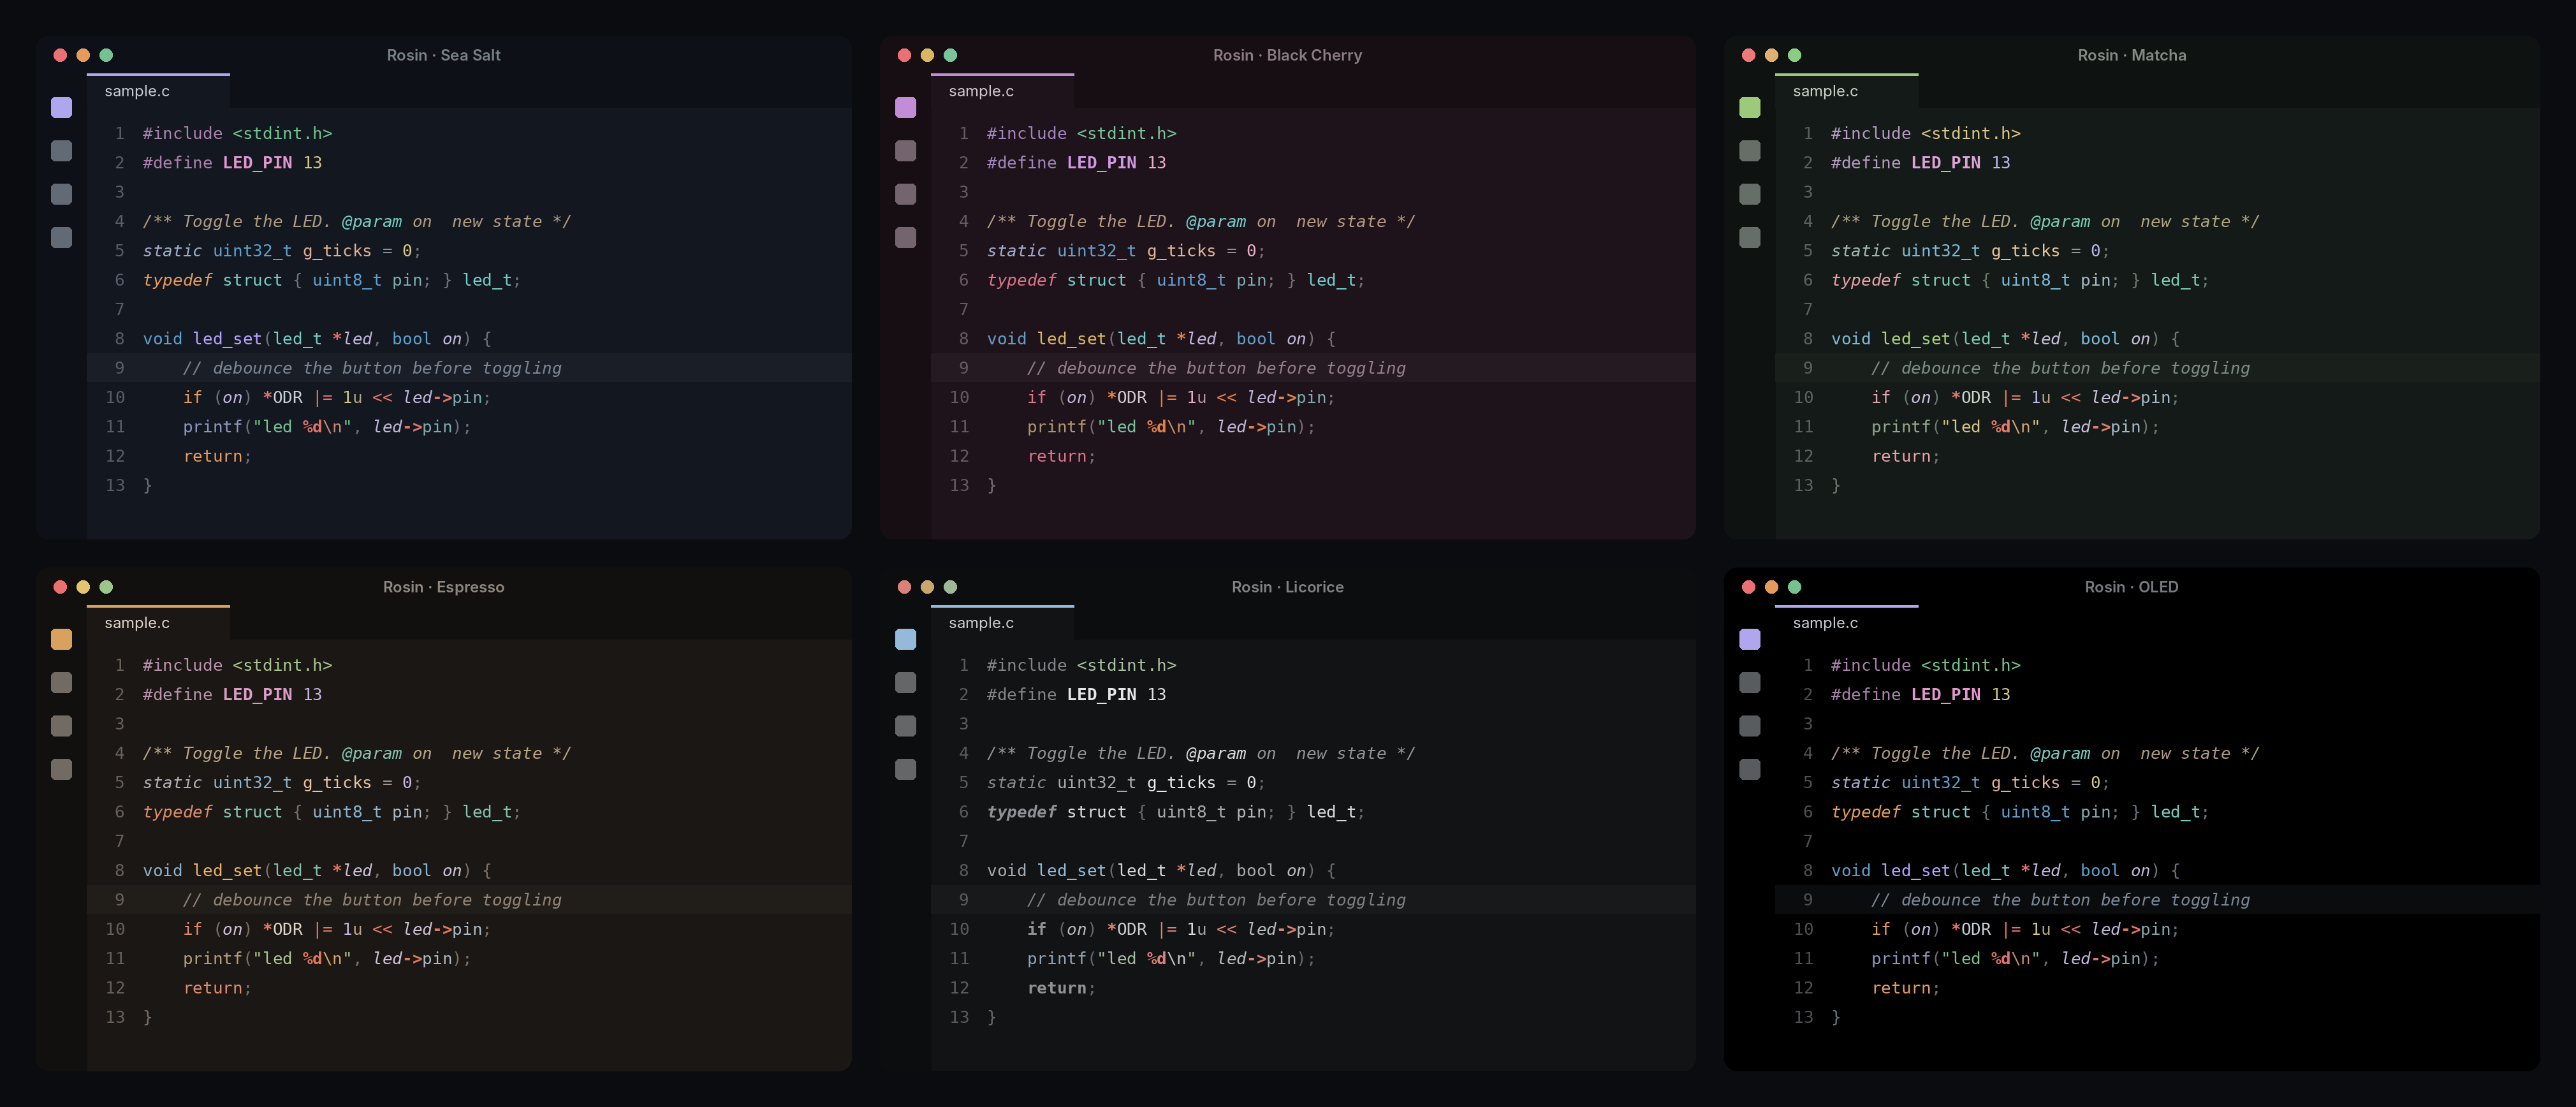 Rosin · Sea Salt
sample.c
1 #include <stdint.h>
2 #define LED_PIN 13
3
4 /** Toggle the LED. @param on  new state */
5 static uint32_t g_ticks = 0;
6 typedef struct { uint8_t pin; } led_t;
7
8 void led_set(led_t *led, bool on) {
9     // debounce the button before toggling
10     if (on) *ODR |= 1u << led->pin;
11     printf("led %d\n", led->pin);
12     return;
13 }
Rosin · Black Cherry
sample.c
1 #include <stdint.h>
2 #define LED_PIN 13
3
4 /** Toggle the LED. @param on  new state */
5 static uint32_t g_ticks = 0;
6 typedef struct { uint8_t pin; } led_t;
7
8 void led_set(led_t *led, bool on) {
9     // debounce the button before toggling
10     if (on) *ODR |= 1u << led->pin;
11     printf("led %d\n", led->pin);
12     return;
13 }
Rosin · Matcha
sample.c
1 #include <stdint.h>
2 #define LED_PIN 13
3
4 /** Toggle the LED. @param on  new state */
5 static uint32_t g_ticks = 0;
6 typedef struct { uint8_t pin; } led_t;
7
8 void led_set(led_t *led, bool on) {
9     // debounce the button before toggling
10     if (on) *ODR |= 1u << led->pin;
11     printf("led %d\n", led->pin);
12     return;
13 }
Rosin · Espresso
sample.c
1 #include <stdint.h>
2 #define LED_PIN 13
3
4 /** Toggle the LED. @param on  new state */
5 static uint32_t g_ticks = 0;
6 typedef struct { uint8_t pin; } led_t;
7
8 void led_set(led_t *led, bool on) {
9     // debounce the button before toggling
10     if (on) *ODR |= 1u << led->pin;
11     printf("led %d\n", led->pin);
12     return;
13 }
Rosin · Licorice
sample.c
1 #include <stdint.h>
2 #define LED_PIN 13
3
4 /** Toggle the LED. @param on  new state */
5 static uint32_t g_ticks = 0;
6 typedef struct { uint8_t pin; } led_t;
7
8 void led_set(led_t *led, bool on) {
9     // debounce the button before toggling
10     if (on) *ODR |= 1u << led->pin;
11     printf("led %d\n", led->pin);
12     return;
13 }
Rosin · OLED
sample.c
1 #include <stdint.h>
2 #define LED_PIN 13
3
4 /** Toggle the LED. @param on  new state */
5 static uint32_t g_ticks = 0;
6 typedef struct { uint8_t pin; } led_t;
7
8 void led_set(led_t *led, bool on) {
9     // debounce the button before toggling
10     if (on) *ODR |= 1u << led->pin;
11     printf("led %d\n", led->pin);
12     return;
13 }